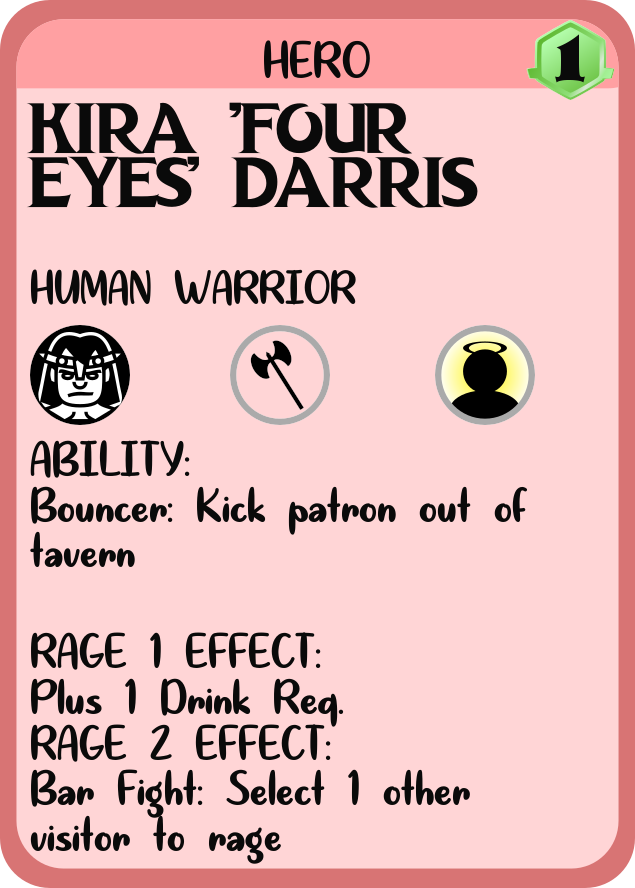 HERO
1
KIRA 'FOUR
EYES' DARRIS
HUMAN WARRIOR
ABILITY:
Bouncer: Kick patron out of
tavern
RAGE 1 EFFECT:
Plus 1 Drink Req.
RAGE 2 EFFECT:
Bar Fight: Select 1 other
visitor to rage